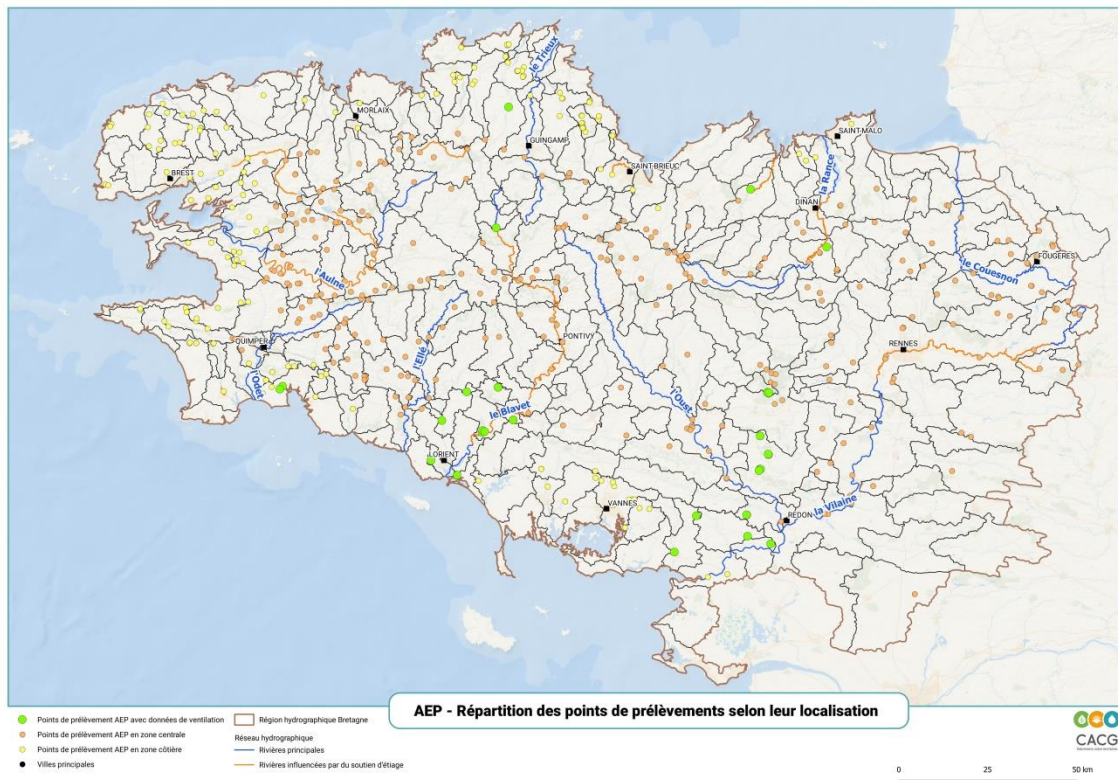 le Trieux
MORLAIX
GUINGAMP
SAINT-MALO
SAINT-BRIEUC
la Rance
BREST
DINAN
FOUGERES
le Couesnon
l'Aulne
QUIMPER
l'Ellé
PONTIVY
RENNES
l'Odet
l'Oust
le Blavet
LORIENT
VANNES
la Vilaine
REDON
AEP - Répartition des points de prélèvements selon leur localisation
Points de prélèvement AEP avec données de ventilation
Points de prélèvement AEP en zone centrale
Points de prélèvement AEP en zone côtière
Villes principales
Région hydrographique Bretagne
Réseau hydrographique
Rivières principales
Rivières influencées par du soutien d'étiage
CACG
0 25 50 km